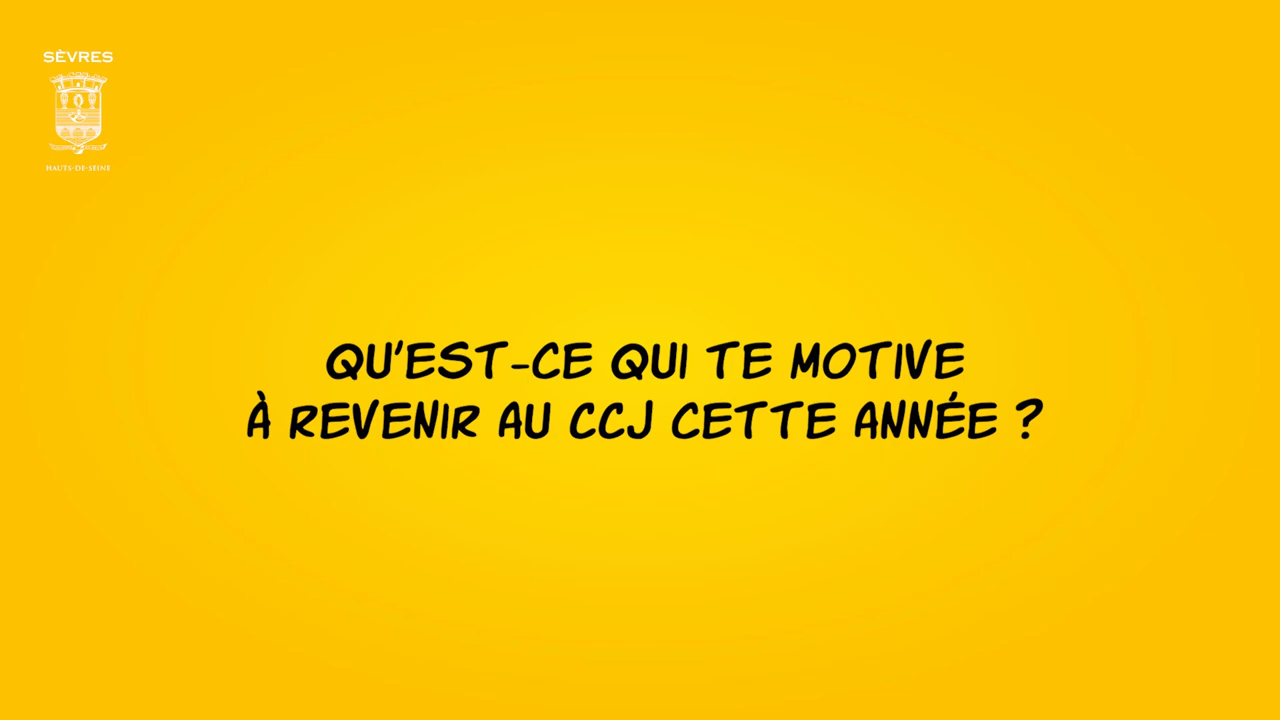 SÈVRES
HAUTS-DE-SEINE
QU'EST-CE QUI TE MOTIVE
À REVENIR AU CCJ CETTE ANNÉE ?